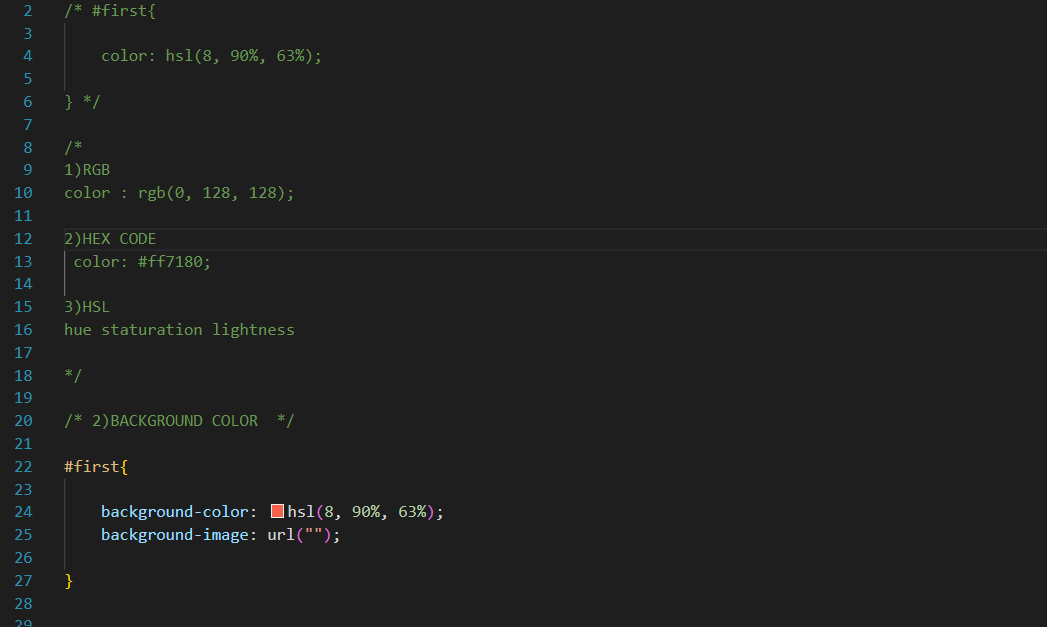 2 /* #first{
3
4 color: hsl(8, 90%, 63%);
5
6 } */
7
8 /*
9 1)RGB
10 color : rgb(0, 128, 128);
11
12 2)HEX CODE
13 color: #ff7180;
14
15 3)HSL
16 hue staturation lightness
17
18 */
19
20 /* 2)BACKGROUND COLOR  */
21
22 #first{
23
24 background-color: hsl(8, 90%, 63%);
25 background-image: url("");
26
27 }
28
29